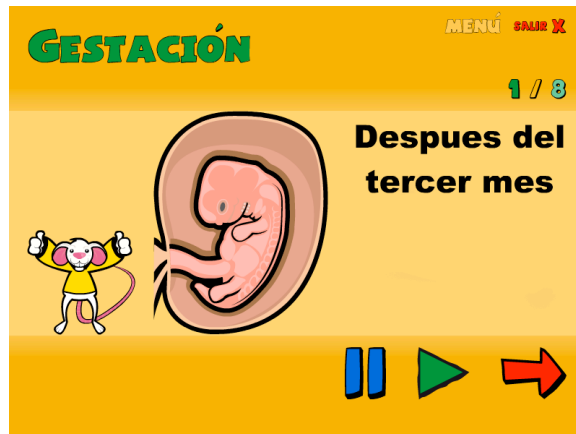 GESTACIÓN
MENÚ SALIR X
1 / 8
Despues del
tercer mes